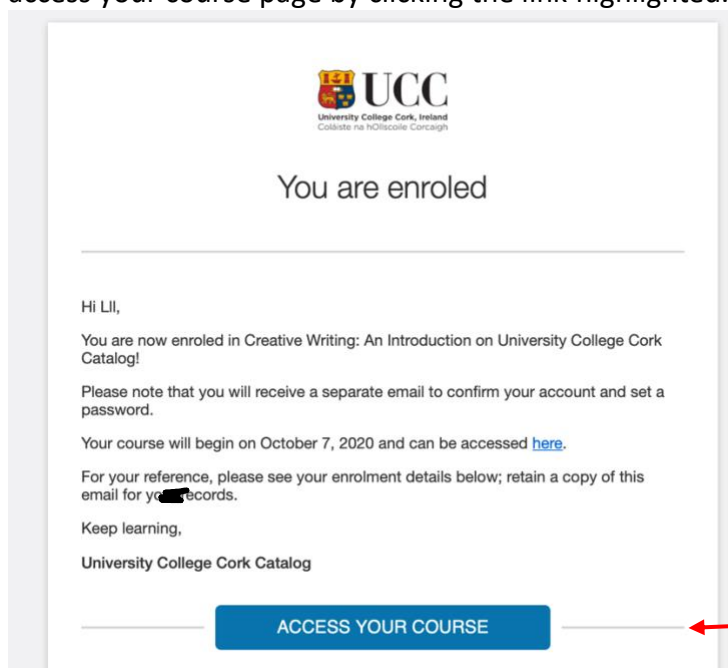 access your course page by clicking the link highlighted.
UCC
University College Cork, Ireland
Coláiste na hOllscoile Corcaigh
You are enroled
Hi LII,
You are now enroled in Creative Writing: An Introduction on University College Cork
Catalog!
Please note that you will receive a separate email to confirm your account and set a
password.
Your course will begin on October 7, 2020 and can be accessed here.
For your reference, please see your enrolment details below; retain a copy of this
email for yo ecords.
Keep learning,
University College Cork Catalog
ACCESS YOUR COURSE